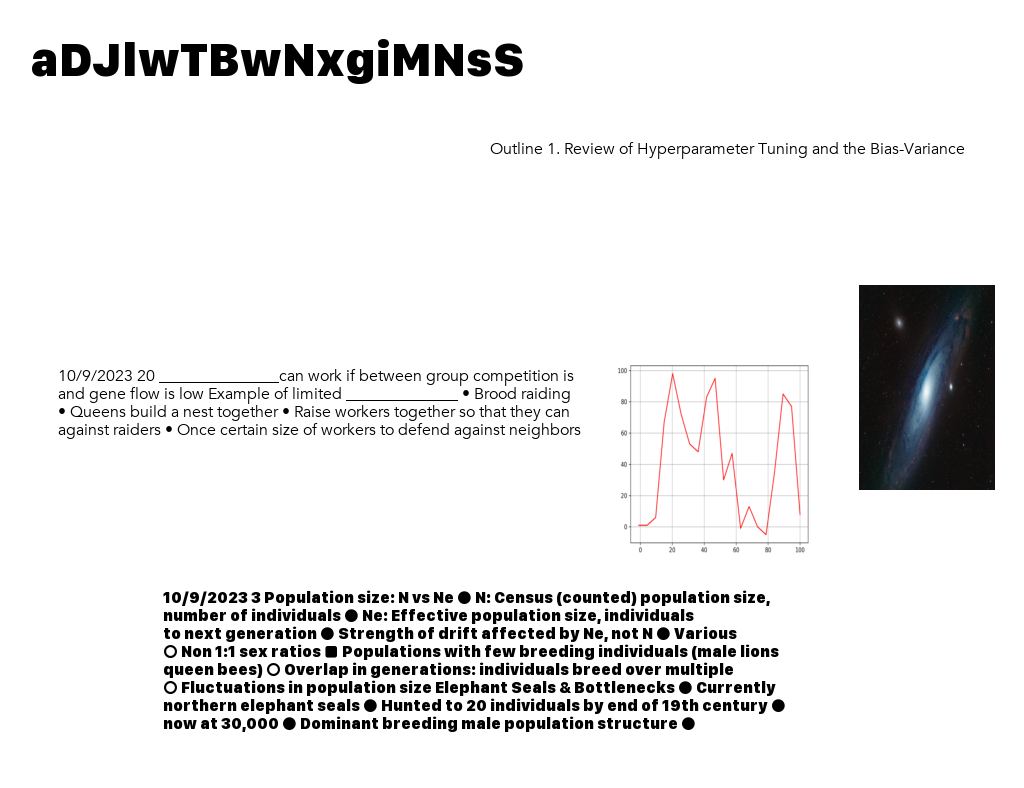 aDJlwTBwNxgiMNsS
Outline 1. Review of Hyperparameter Tuning and the Bias-Variance
10/9/2023 20 _______________can work if between group competition is
and gene flow is low Example of limited ______________ • Brood raiding
• Queens build a nest together • Raise workers together so that they can
against raiders • Once certain size of workers to defend against neighbors
100
80
60
40
20
0
0 20 40 60 80 100
10/9/2023 3 Population size: N vs Ne ● N: Census (counted) population size,
number of individuals ● Ne: Effective population size, individuals
to next generation ● Strength of drift affected by Ne, not N ● Various
○ Non 1:1 sex ratios ■ Populations with few breeding individuals (male lions
queen bees) ○ Overlap in generations: individuals breed over multiple
○ Fluctuations in population size Elephant Seals & Bottlenecks ● Currently
northern elephant seals ● Hunted to 20 individuals by end of 19th century ●
now at 30,000 ● Dominant breeding male population structure ●